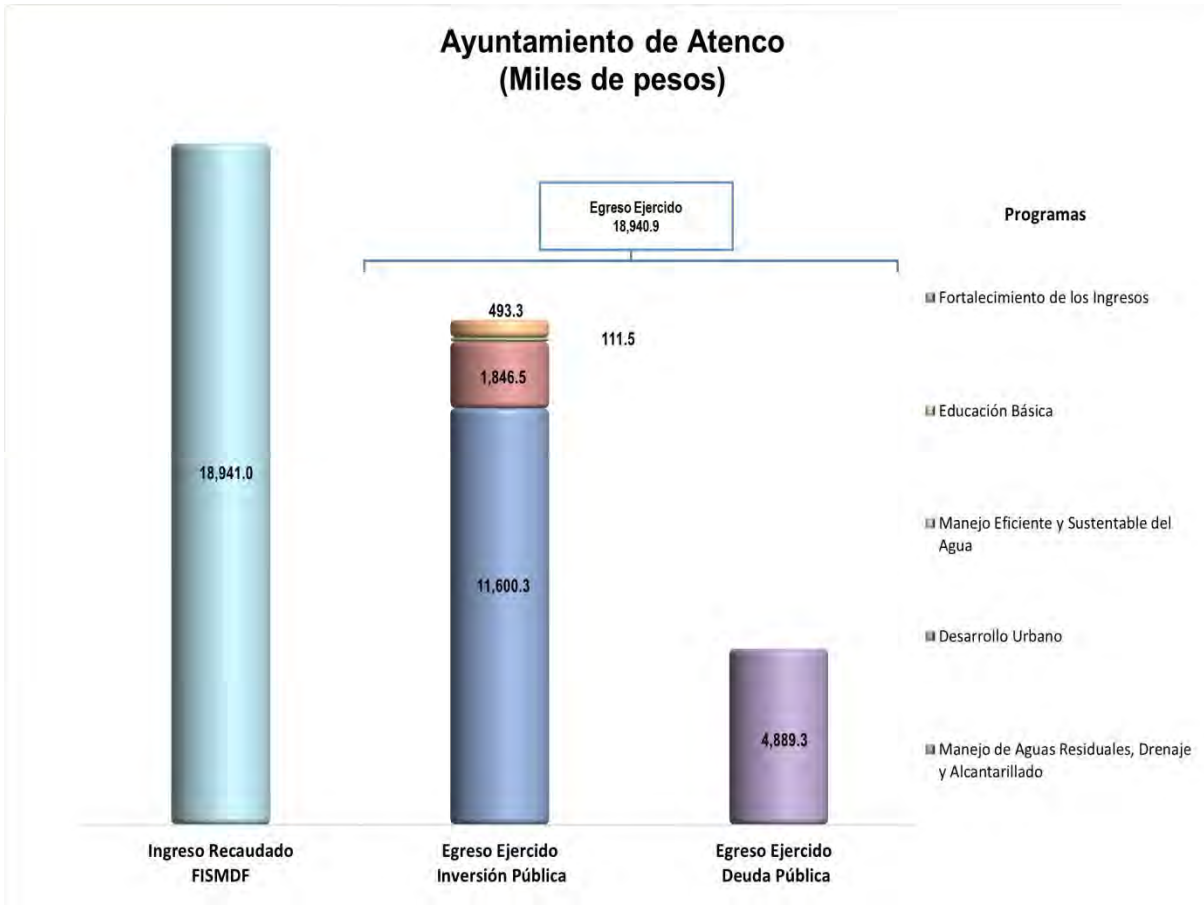 Ayuntamiento de Atenco
(Miles de pesos)
Egreso Ejercido
18,940.9
Programas
Fortalecimiento de los Ingresos
Educación Básica
Manejo Eficiente y Sustentable del
Agua
Desarrollo Urbano
Manejo de Aguas Residuales, Drenaje
y Alcantarillado
18,941.0
493.3
111.5
1,846.5
11,600.3
4,889.3
Ingreso Recaudado
FISMDF
Egreso Ejercido
Inversión Pública
Egreso Ejercido
Deuda Pública